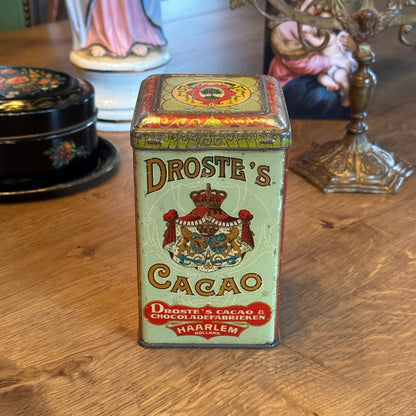 DROSTE'S
CACAO
DROSTE'S CACAO &
CHOCOLADEFABRIEKEN
HAARLEM
HOLLAND